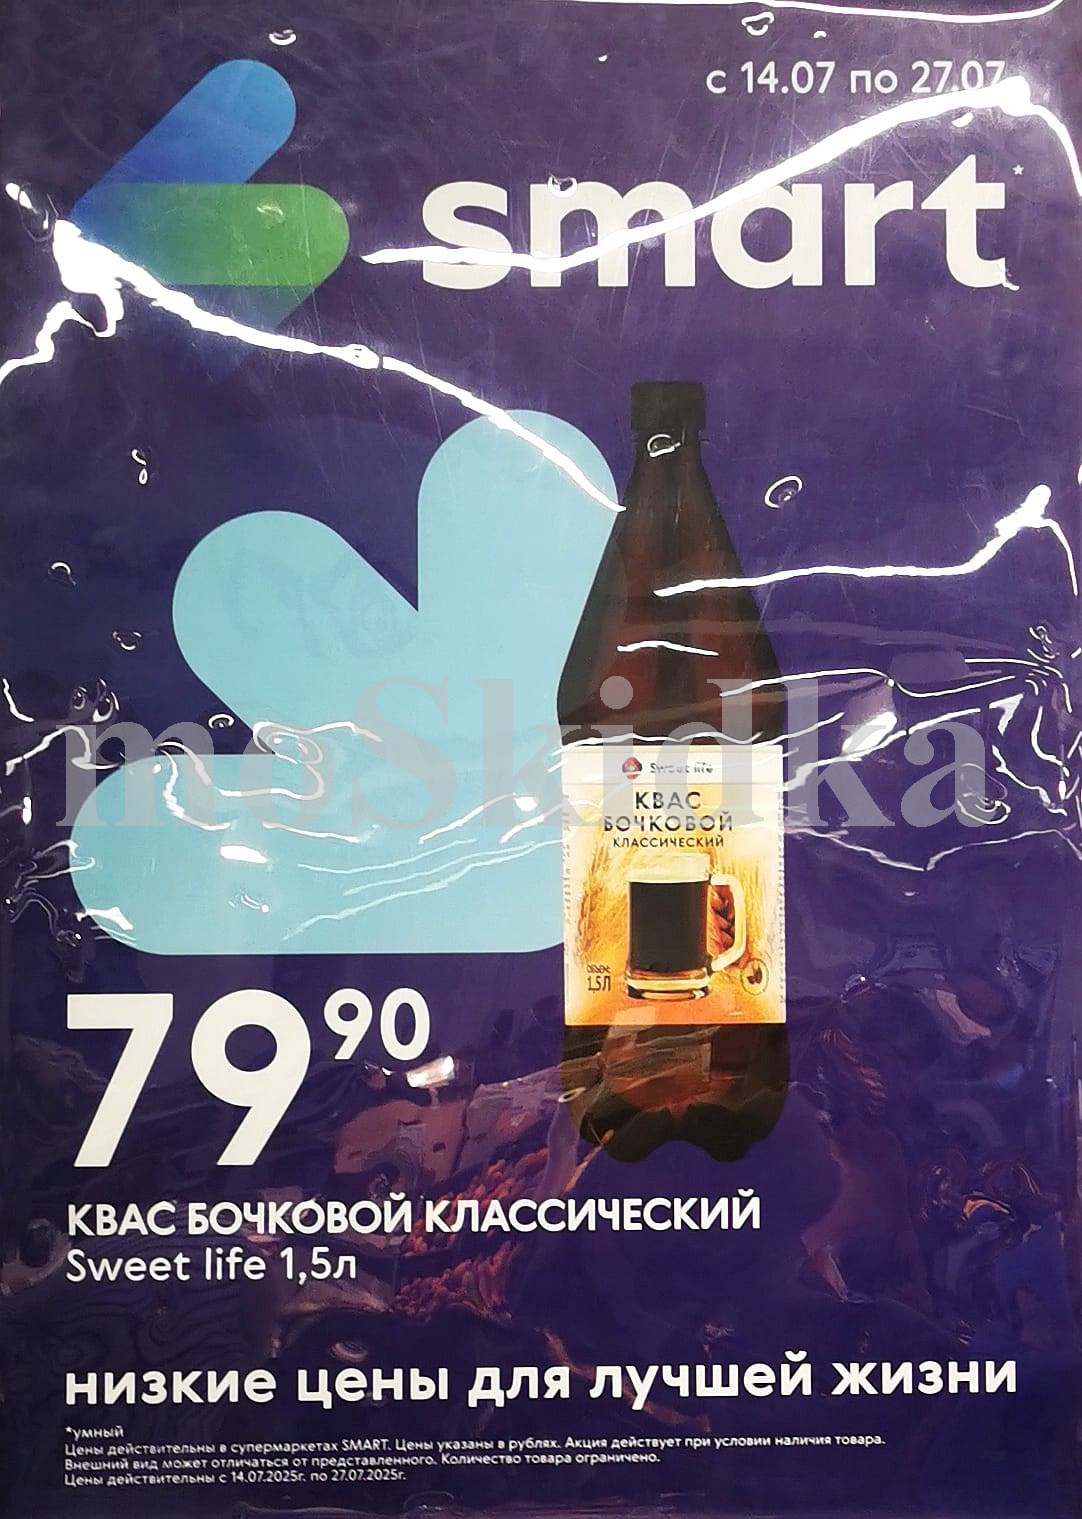 с 14.07 по 27.07
smart*
moSkidka
Sweet life
КВАС
БОЧКОВОЙ
КЛАССИЧЕСКИЙ
ОБЪЕМ:
1,5Л
79 90
КВАС БОЧКОВОЙ КЛАССИЧЕСКИЙ
Sweet life 1,5л
низкие цены для лучшей жизни
*умный
Цены действительны в супермаркетах SMART. Цены указаны в рублях. Акция действует при условии наличия товара.
Внешний вид может отличаться от представленного. Количество товара ограничено.
Цены действительны с 14.07.2025г. по 27.07.2025г.